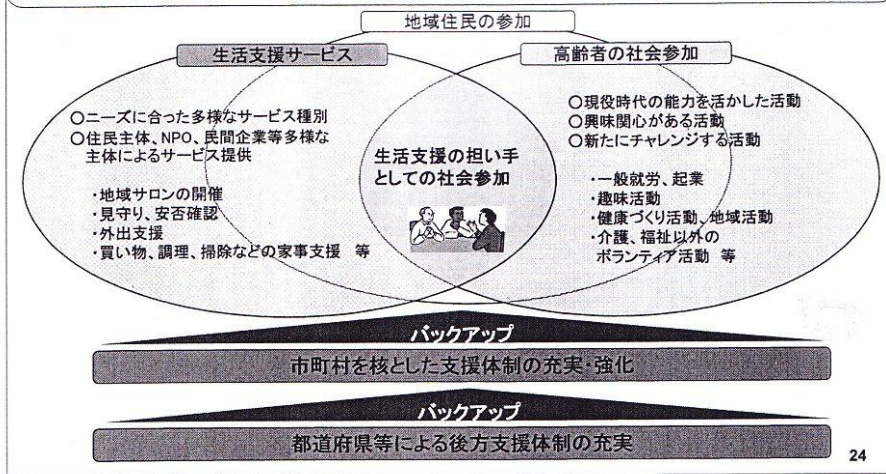 地域住民の参加
生活支援サービス
高齢者の社会参加
○ニーズに合った多様なサービス種別
○住民主体、NPO、民間企業等多様な
主体によるサービス提供
・地域サロンの開催
・見守り、安否確認
・外出支援
・買い物、調理、掃除などの家事支援 等
生活支援の担い手
としての社会参加
○現役時代の能力を活かした活動
○興味関心がある活動
○新たにチャレンジする活動
・一般就労、起業
・趣味活動
・健康づくり活動、地域活動
・介護、福祉以外の
ボランティア活動 等
バックアップ
市町村を核とした支援体制の充実・強化
バックアップ
都道府県等による後方支援体制の充実
24